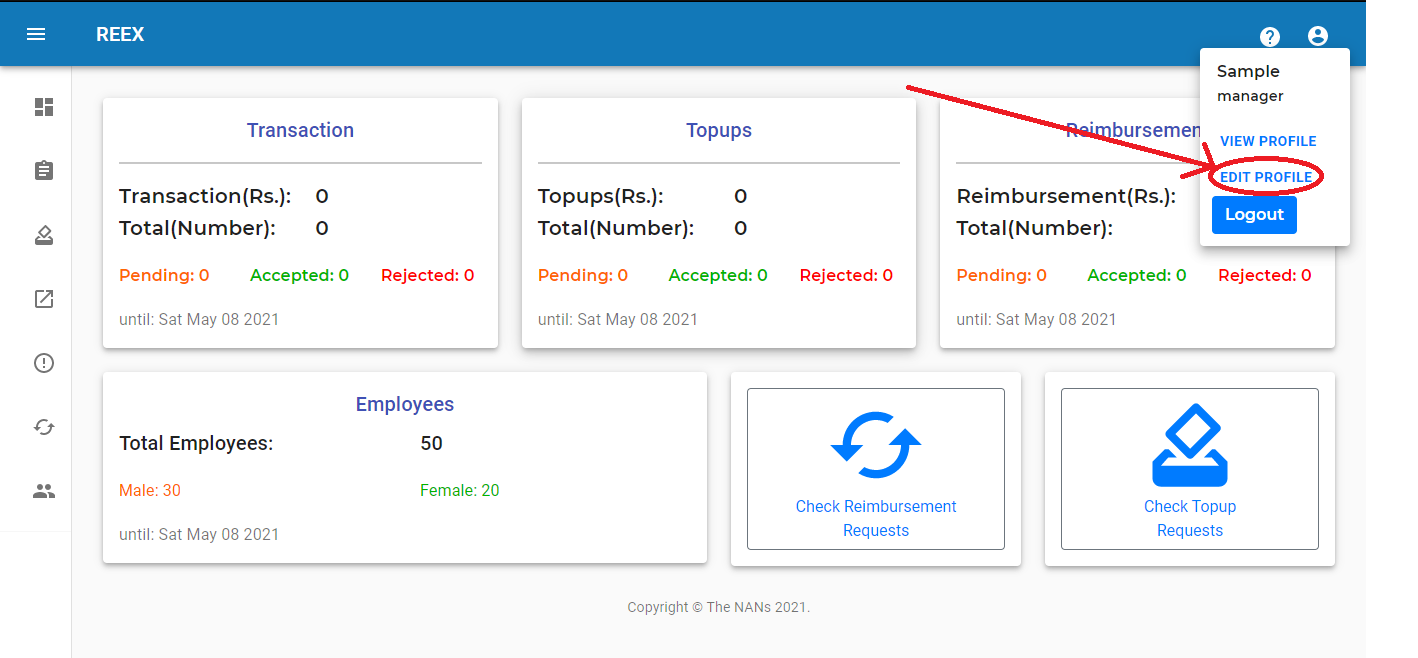 REEX
Sample
manager
VIEW PROFILE
EDIT PROFILE
Logout
Transaction
Transaction(Rs.): 0
Total(Number): 0
Pending: 0 Accepted: 0 Rejected: 0
until: Sat May 08 2021
Topups
Topups(Rs.): 0
Total(Number): 0
Pending: 0 Accepted: 0 Rejected: 0
until: Sat May 08 2021
Reimbursemen
Reimbursement(Rs.):
Total(Number):
Pending: 0 Accepted: 0 Rejected: 0
until: Sat May 08 2021
Employees
Total Employees: 50
Male: 30 Female: 20
until: Sat May 08 2021
Check Reimbursement
Requests
Check Topup
Requests
Copyright © The NANs 2021.